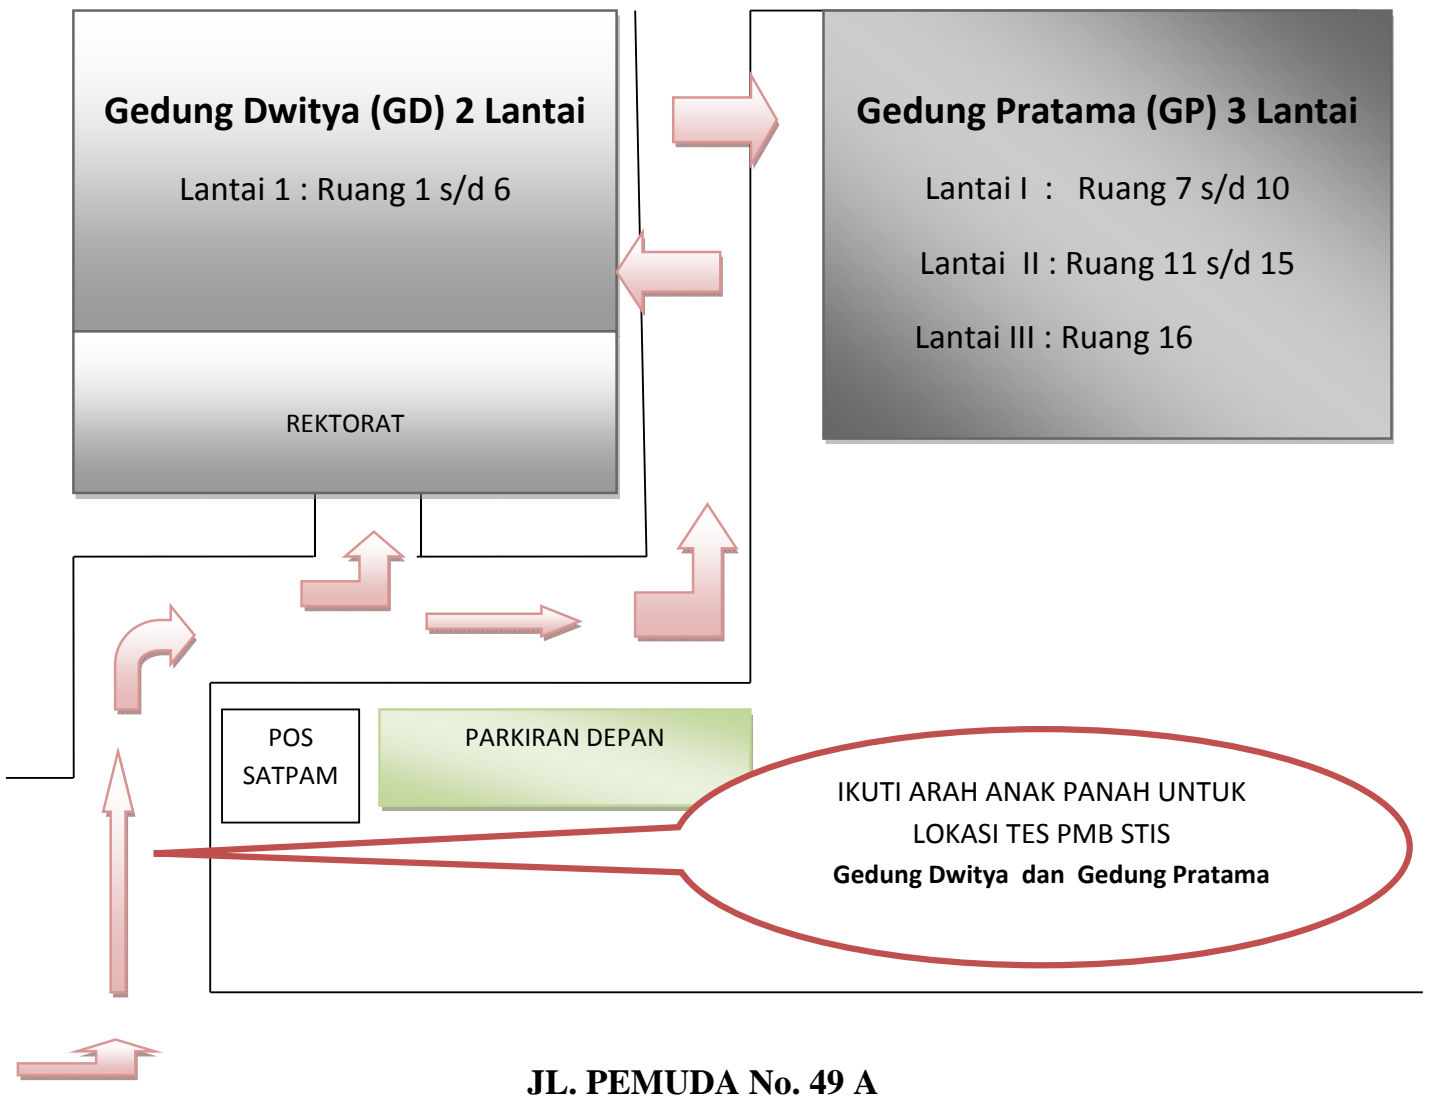 Gedung Dwitya (GD) 2 Lantai
Lantai 1 : Ruang 1 s/d 6
REKTORAT
Gedung Pratama (GP) 3 Lantai
Lantai I : Ruang 7 s/d 10
Lantai II : Ruang 11 s/d 15
Lantai III : Ruang 16
POS
SATPAM
PARKIRAN DEPAN
IKUTI ARAH ANAK PANAH UNTUK
LOKASI TES PMB STIS
Gedung Dwitya dan Gedung Pratama
JL. PEMUDA No. 49 A